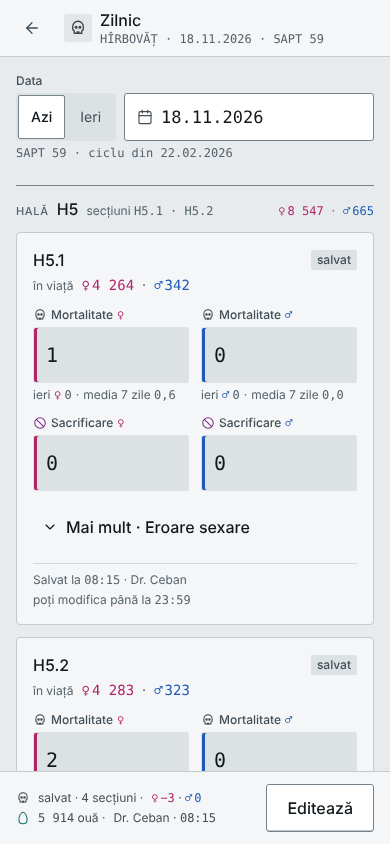 Zilnic
HÎRBOVĂȚ · 18.11.2026 · SAPT 59
Data
Azi Ieri 18.11.2026
SAPT 59 · ciclu din 22.02.2026
HALĂ H5 secțiuni H5.1 · H5.2 ♀8 547 · ♂665
H5.1 salvat
în viață ♀4 264 · ♂342
Mortalitate ♀ Mortalitate ♂
1 0
ieri ♀ 0 · media 7 zile 0,6 ieri ♂ 0 · media 7 zile 0,0
Sacrificare ♀ Sacrificare ♂
0 0
Mai mult · Eroare sexare
Salvat la 08:15 · Dr. Ceban
poți modifica până la 23:59
H5.2 salvat
în viață ♀4 283 · ♂323
Mortalitate ♀ Mortalitate ♂
2 0
salvat · 4 secțiuni · ♀−3 · ♂0
5 914 ouă · Dr. Ceban · 08:15
Editează